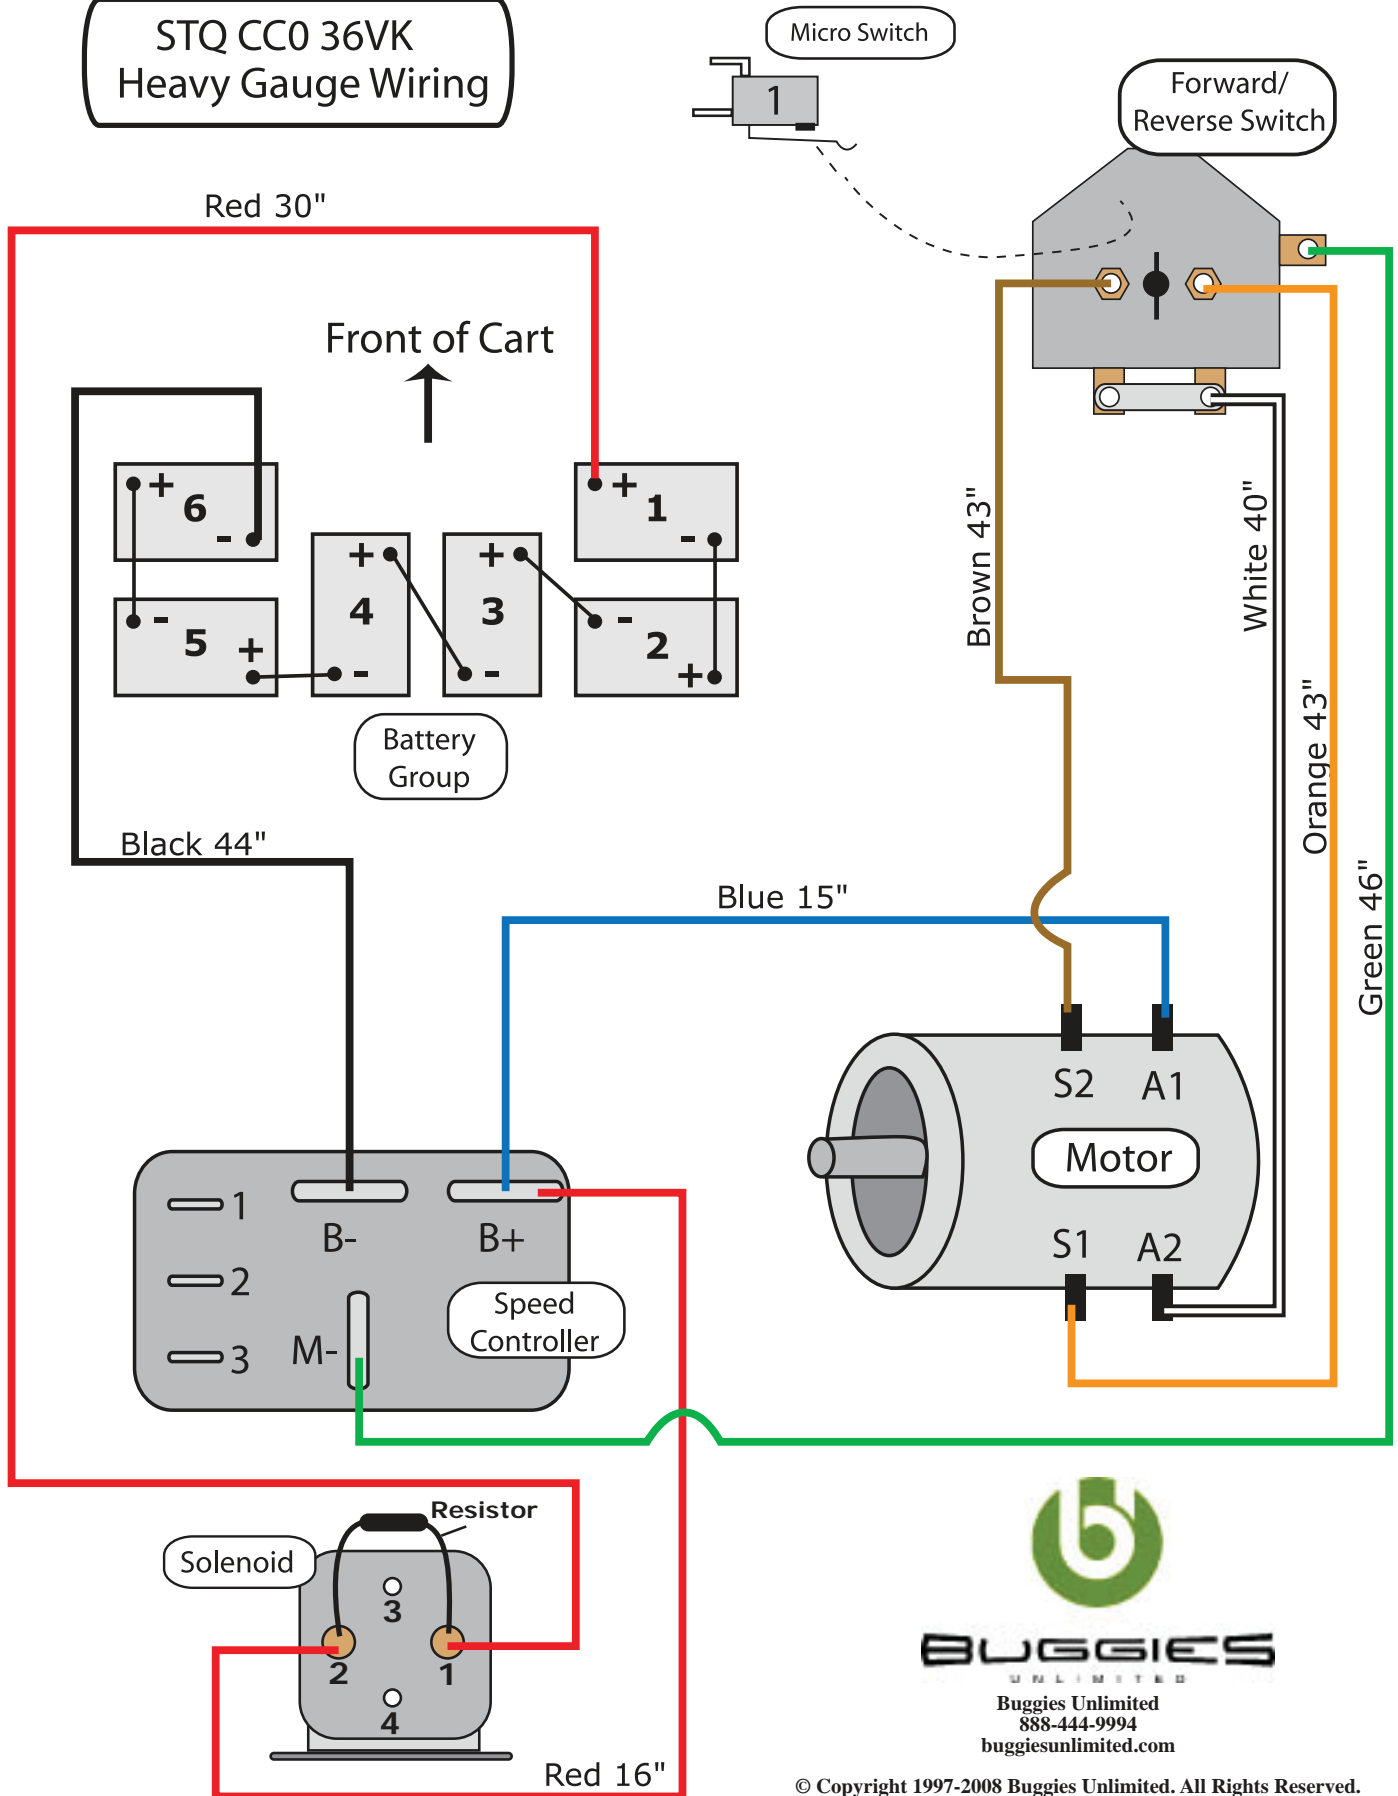 STQ CC0 36VK
Heavy Gauge Wiring
Micro Switch
1
Forward/
Reverse Switch
Red 30"
Front of Cart
+
6
-
+
1
-
+
4
-
+
3
-
-
5
+
-
2
+
Battery
Group
Brown 43"
White 40"
Orange 43"
Green 46"
Black 44"
Blue 15"
S2 A1
Motor
S1 A2
1
2
3
B-
B+
M-
Speed
Controller
Resistor
Solenoid
3
2
1
4
Red 16"
BUGGIES
UNLIMITED
Buggies Unlimited
888-444-9994
buggiesunlimited.com
© Copyright 1997-2008 Buggies Unlimited. All Rights Reserved.